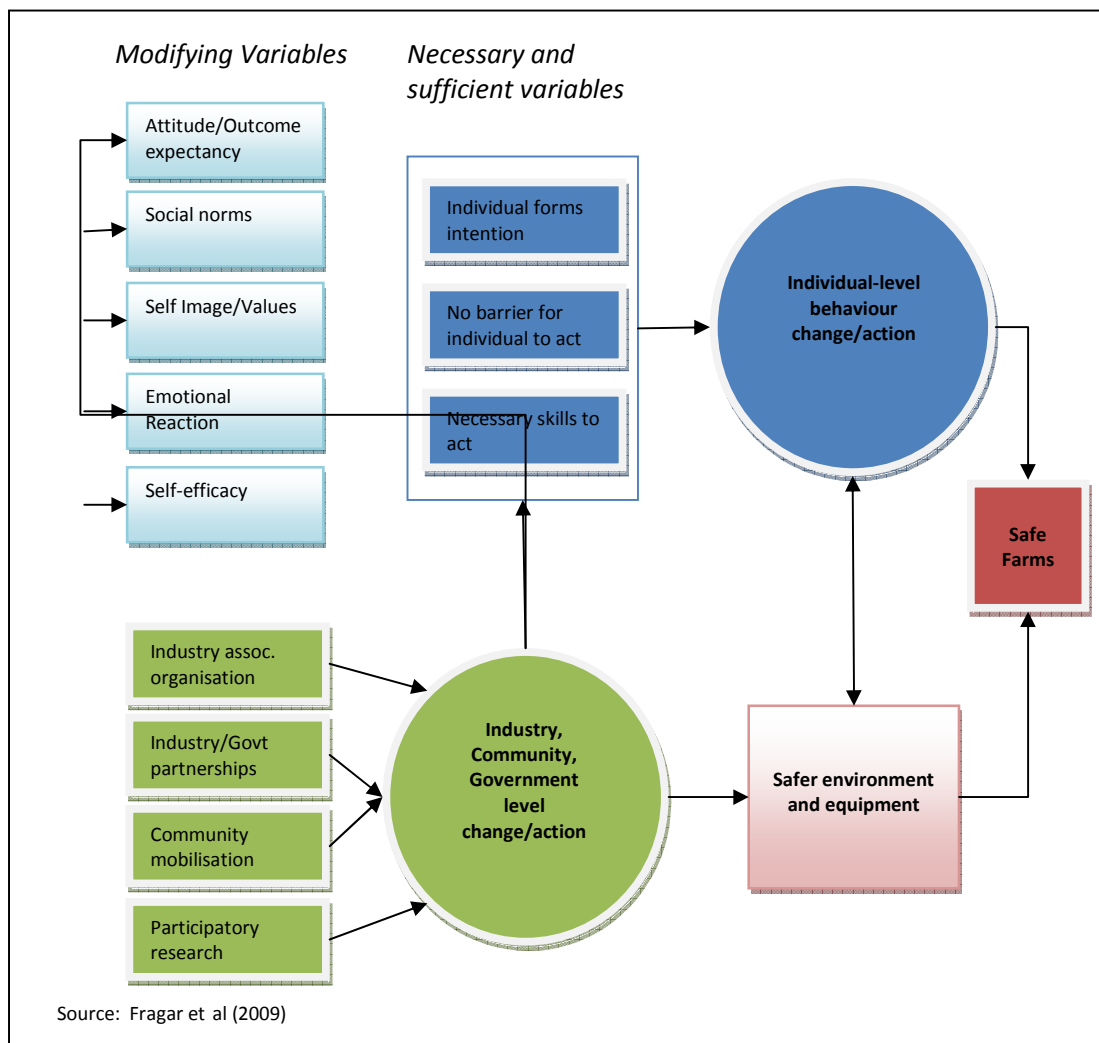 Modifying Variables
Necessary and
sufficient variables
Attitude/Outcome
expectancy
Social norms
Self Image/Values
Emotional
Reaction
Self-efficacy
Individual forms
intention
No barrier for
individual to act
Necessary skills to
act
Individual-level
behaviour
change/action
Safe
Farms
Industry assoc.
organisation
Industry/Govt
partnerships
Community
mobilisation
Participatory
research
Industry,
Community,
Government
level
change/action
Safer environment
and equipment
Source: Fragar et al (2009)